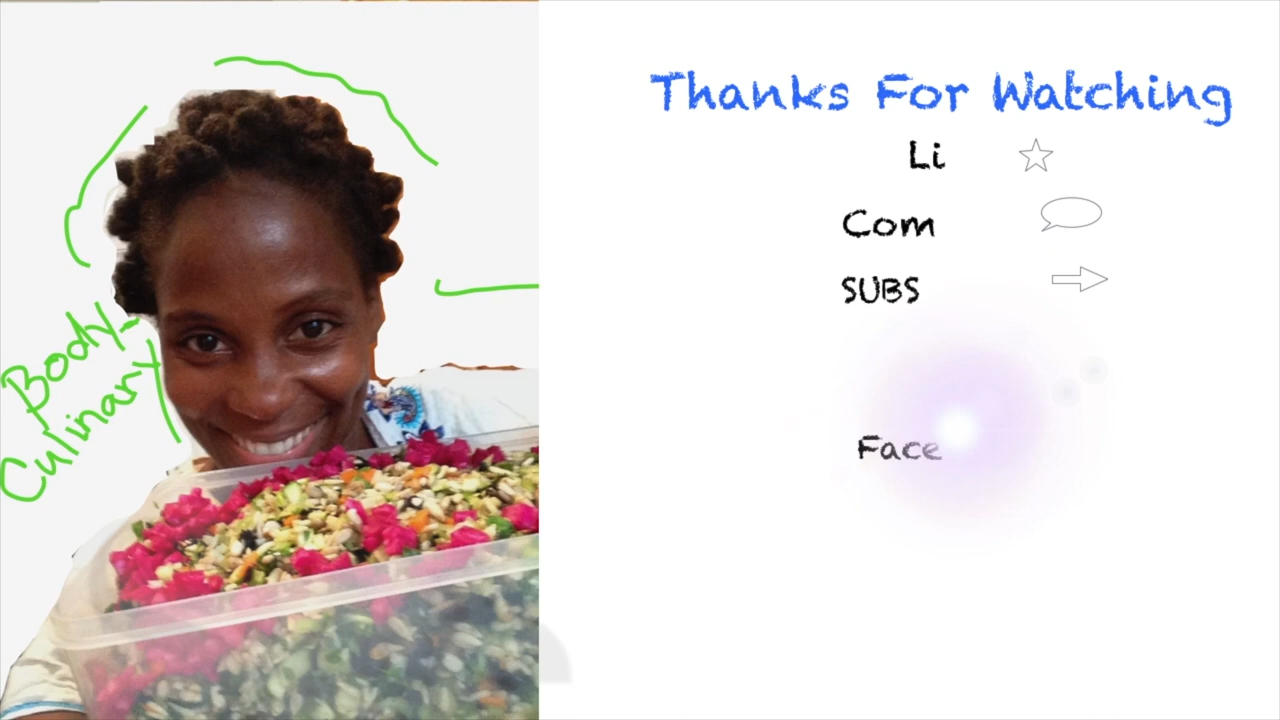 Thanks For Watching
Li
Com
SUBS
Face
Body
Culinary